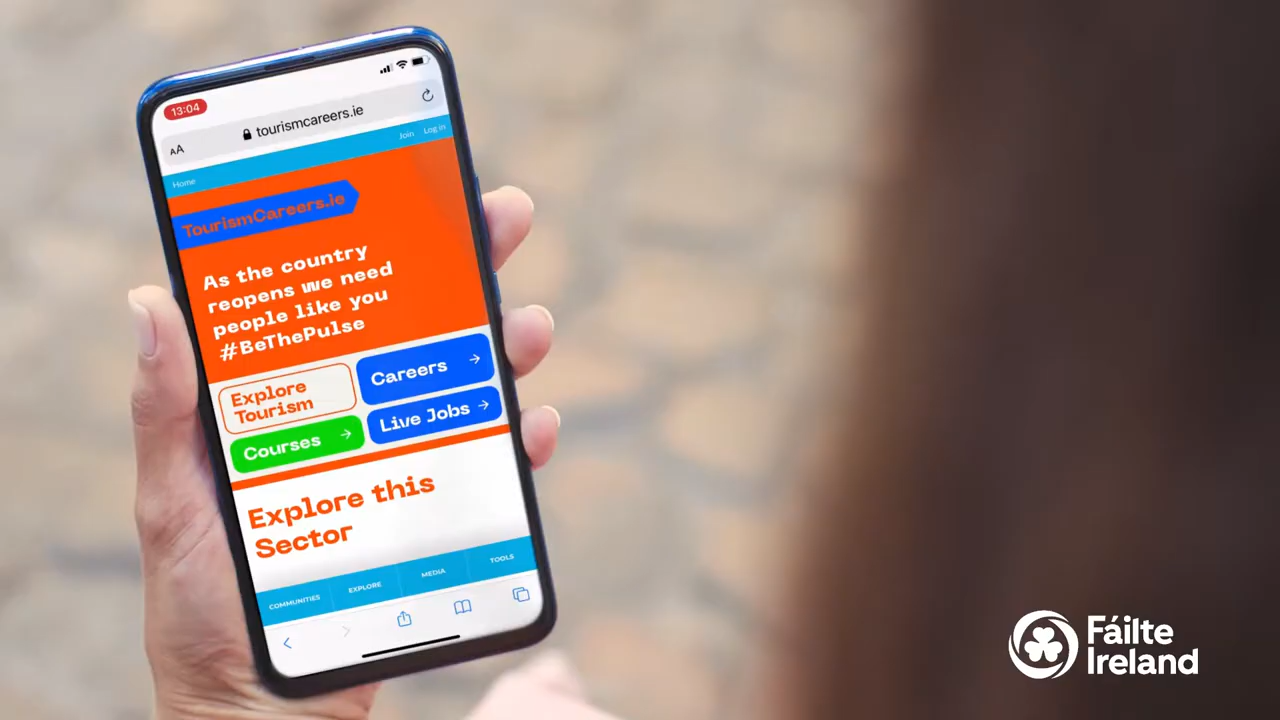 13:04
AA
tourismcareers.ie
Home
Join
Log in
TourismCareers.ie
As the country
reopens we need
people like you
#BeThePulse
Explore
Tourism
Careers
Courses
Live Jobs
Explore this
Sector
COMMUNITIES
EXPLORE
MEDIA
TOOLS
Fáilte
Ireland